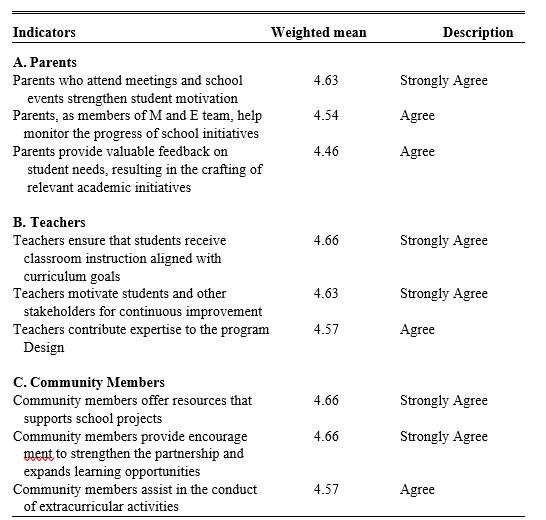 Indicators Weighted mean Description
A. Parents
Parents who attend meetings and school 4.63 Strongly Agree
events strengthen student motivation
Parents, as members of M and E team, help 4.54 Agree
monitor the progress of school initiatives
Parents provide valuable feedback on 4.46 Agree
student needs, resulting in the crafting of
relevant academic initiatives
B. Teachers
Teachers ensure that students receive 4.66 Strongly Agree
classroom instruction aligned with
curriculum goals
Teachers motivate students and other 4.63 Strongly Agree
stakeholders for continuous improvement
Teachers contribute expertise to the program 4.57 Agree
Design
C. Community Members
Community members offer resources that 4.66 Strongly Agree
supports school projects
Community members provide encourage 4.66 Strongly Agree
ment to strengthen the partnership and
expands learning opportunities
Community members assist in the conduct 4.57 Agree
of extracurricular activities